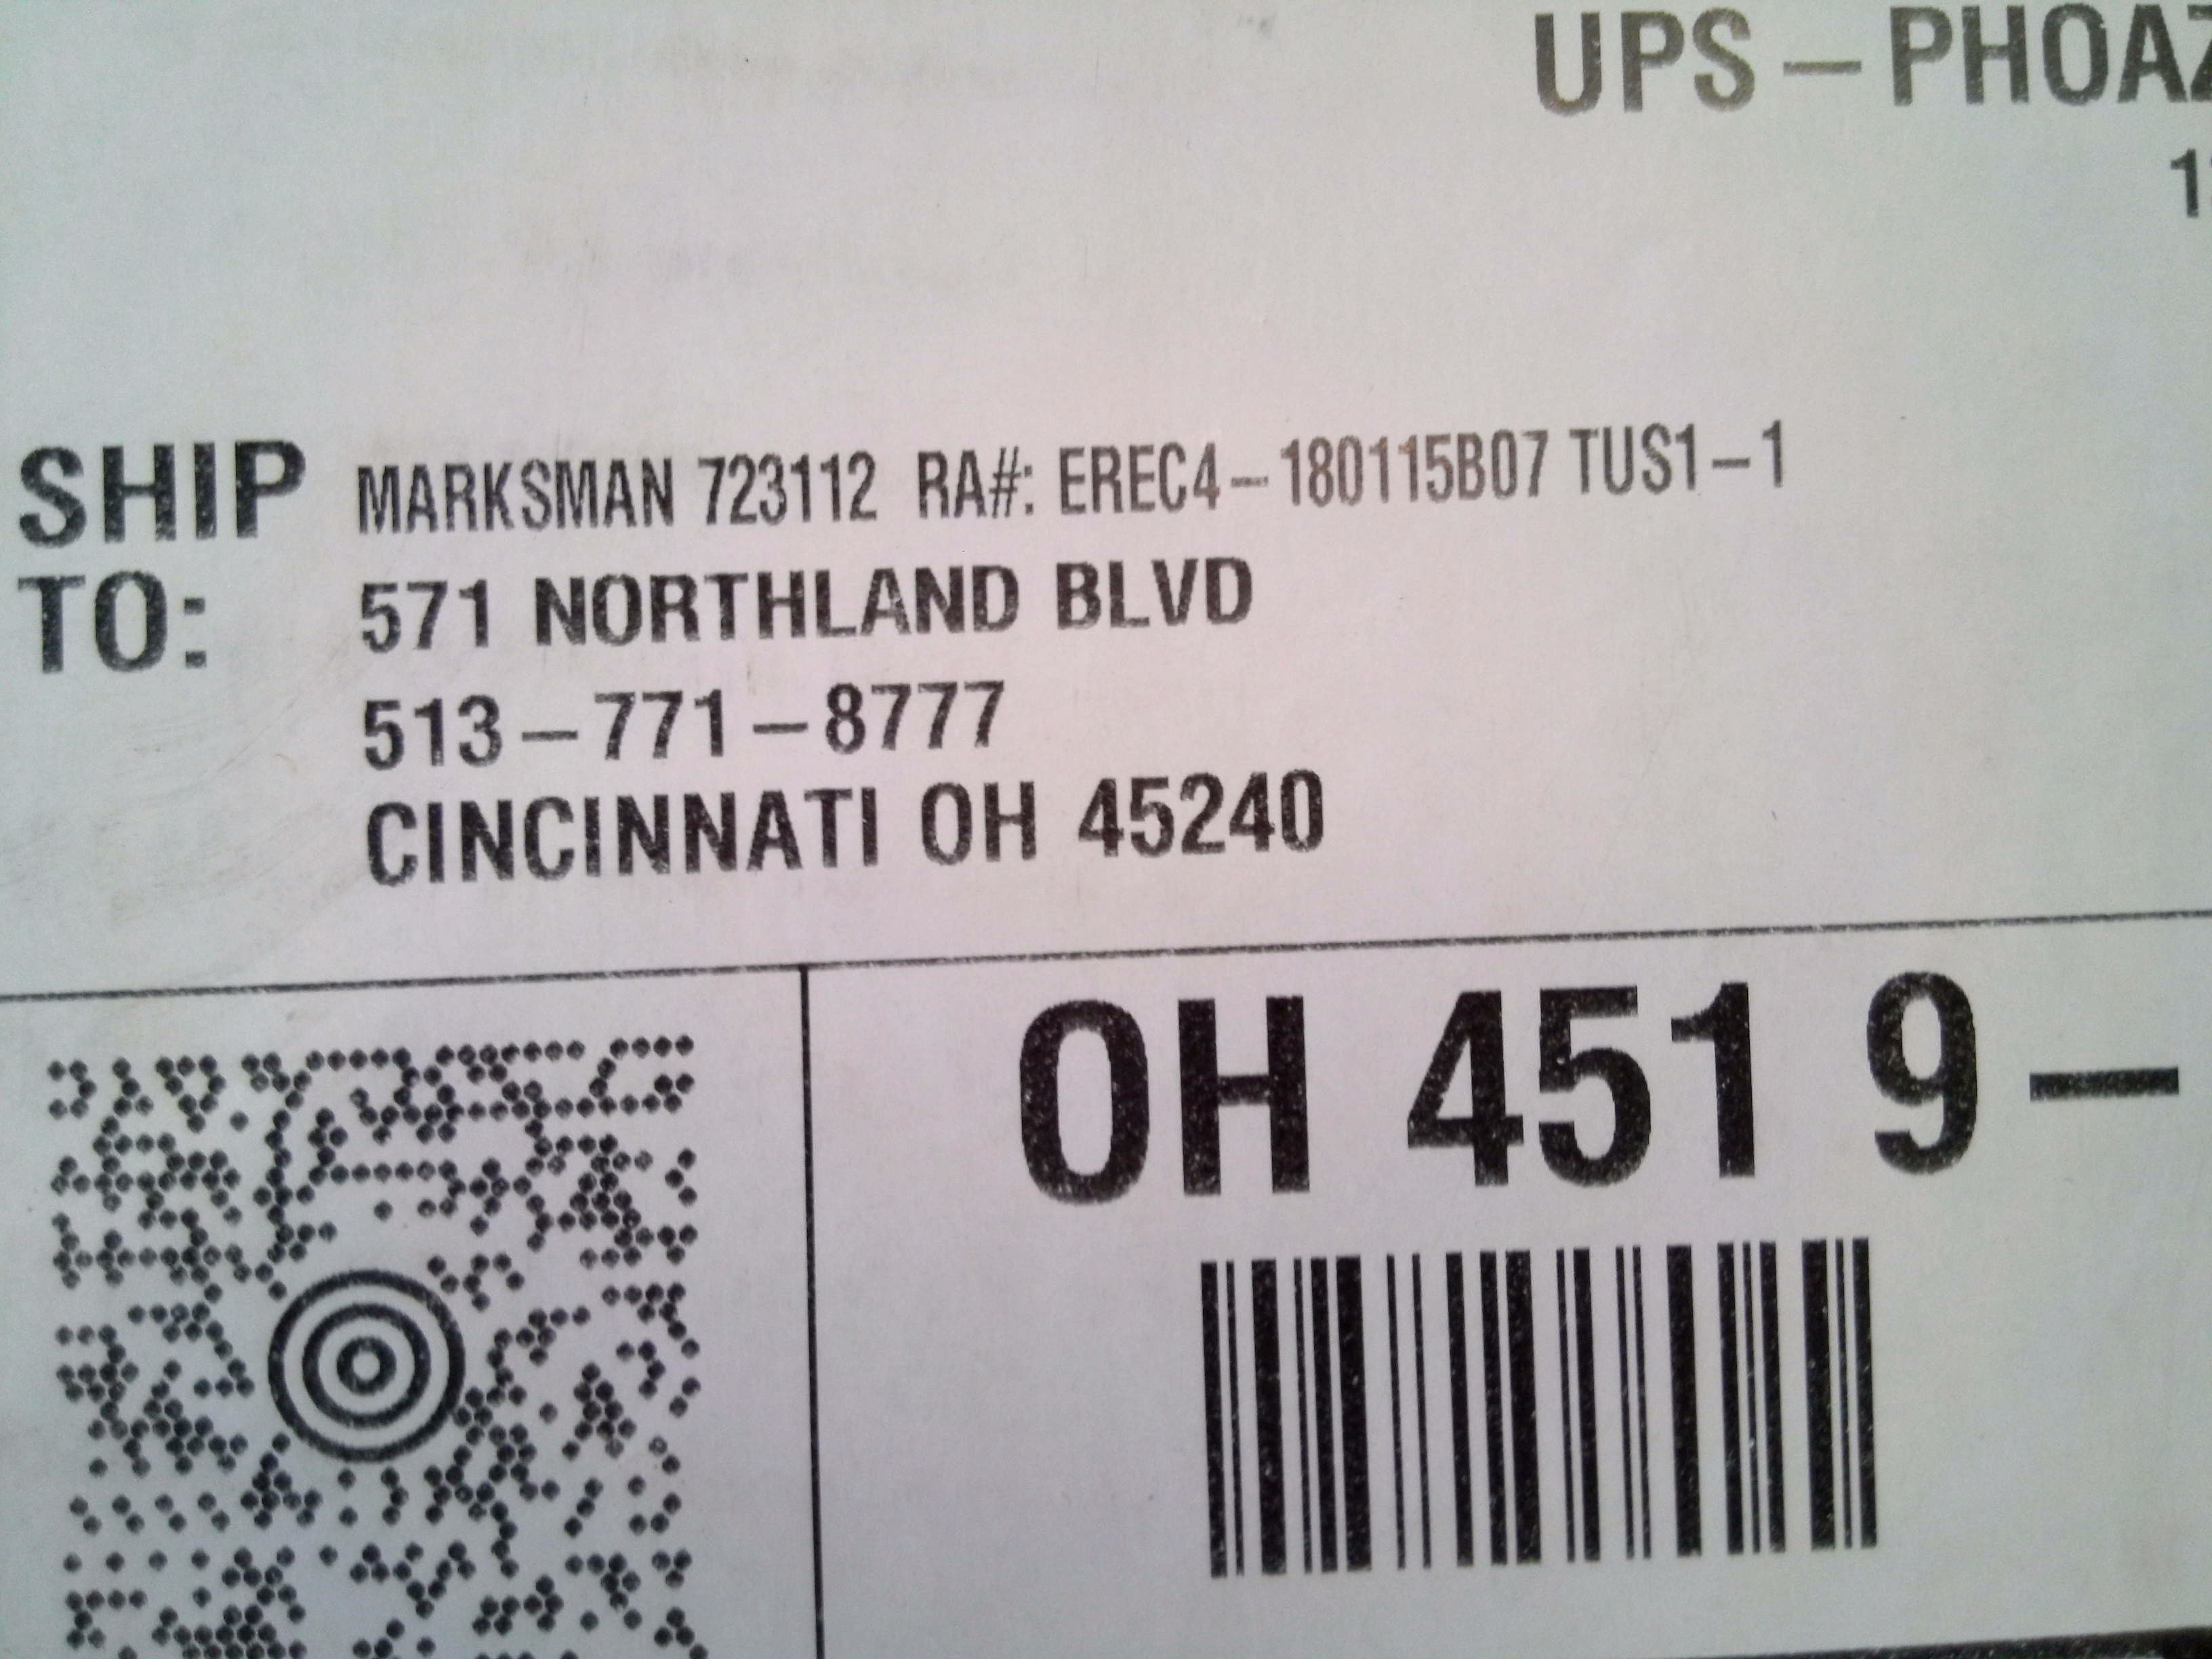 UPS - PHOAZ
SHIP TO:
MARKSMAN 723112 RA#: EREC4-180115B07 TUS1-1
571 NORTHLAND BLVD
513-771-8777
CINCINNATI OH 45240
OH 451 9-